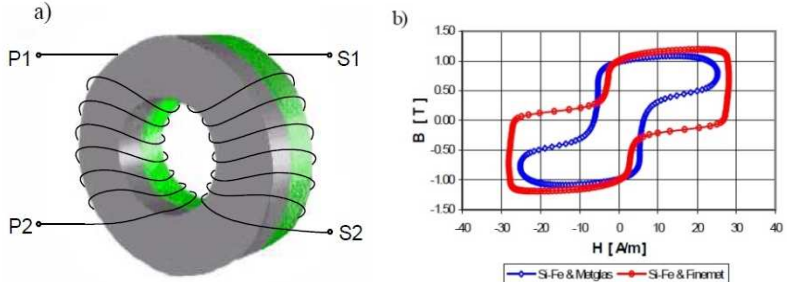 a)
P1
S1
P2
S2
b)
B [ T]
1.50
1.00
0.50
0.00
-0.50
-1.00
-1.50
-40 -30 -20 -10 0 10 20 30 40
H [ A/m]
Si-Fe & Metglas Si-Fe & Finemet